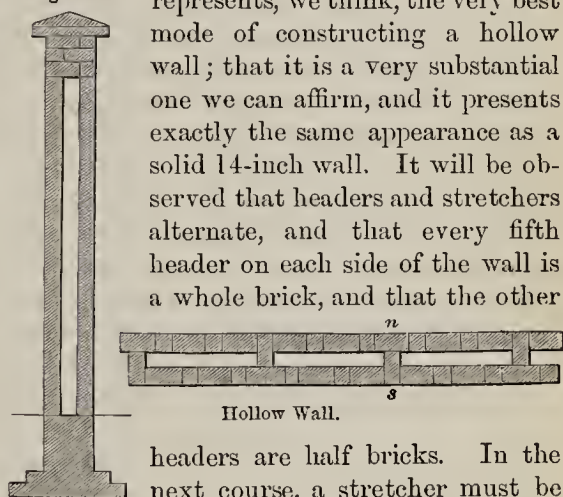 represents, we think, the very best
mode of constructing a hollow
wall; that it is a very substantial
one we can affirm, and it presents
exactly the same appearance as a
solid 14-inch wall. It will be ob-
served that headers and stretchers
alternate, and that every fifth
header on each side of the wall is
a whole brick, and that the other
n
s
Hollow Wall.
headers are half bricks. In the
next course, a stretcher must be